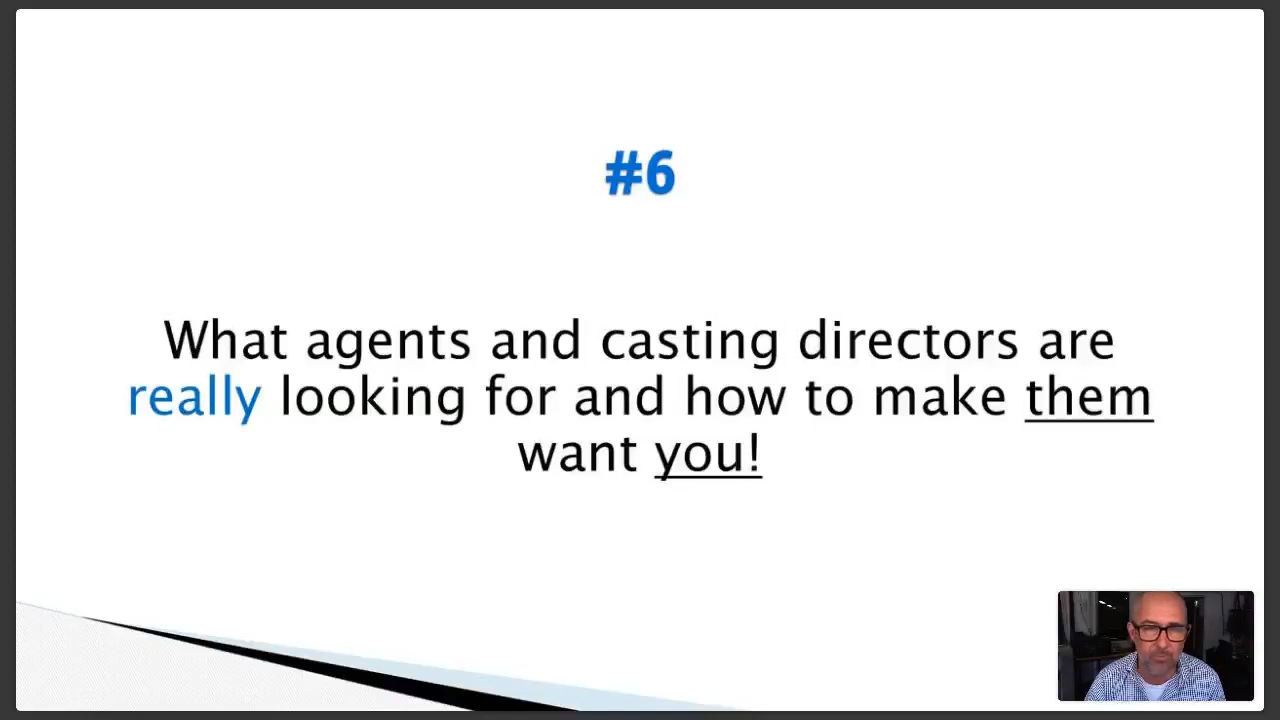 #6
What agents and casting directors are
really looking for and how to make them
want you!